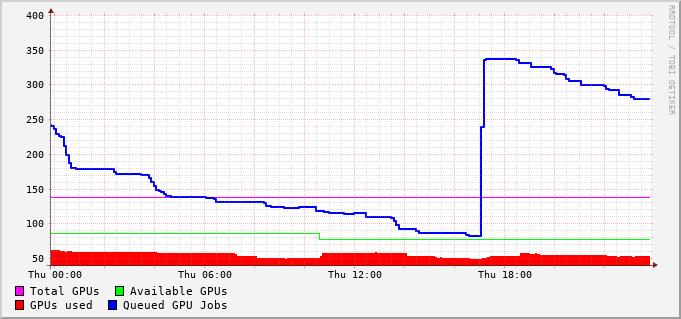 400
350
300
250
200
150
100
50
Thu 00:00 Thu 06:00 Thu 12:00 Thu 18:00
Total GPUs Available GPUs
GPUs used Queued GPU Jobs
RRDTOOL / TOBI OETIKER